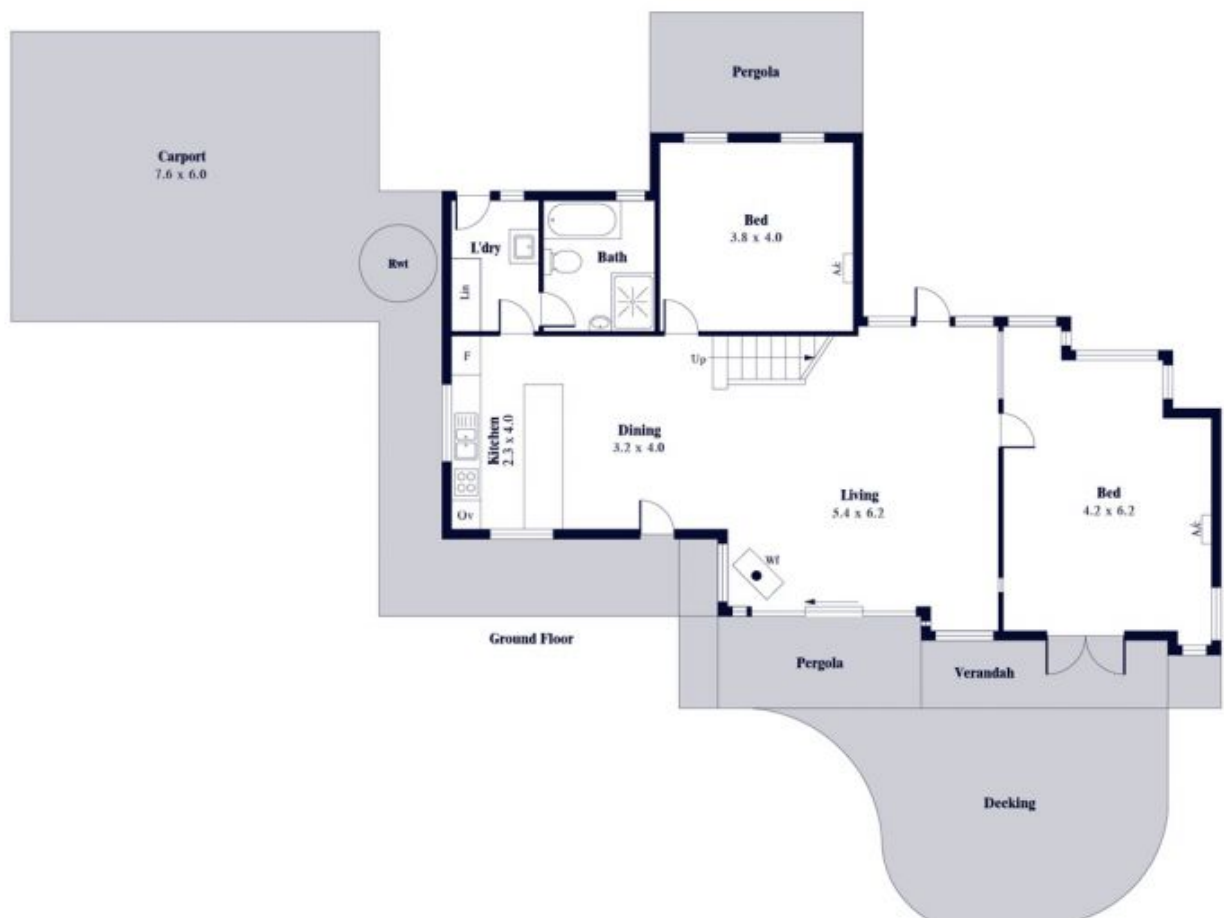 Pergola
Carport
7.6 x 6.0
Bed
3.8 x 4.0
L'dry
Bath
Rwt
Lin
A/c
F
Up
Kitchen
2.3 x 4.0
Dining
3.2 x 4.0
Living
5.4 x 6.2
Bed
4.2 x 6.2
Ov
A/c
Wf
Ground Floor
Pergola
Verandah
Decking